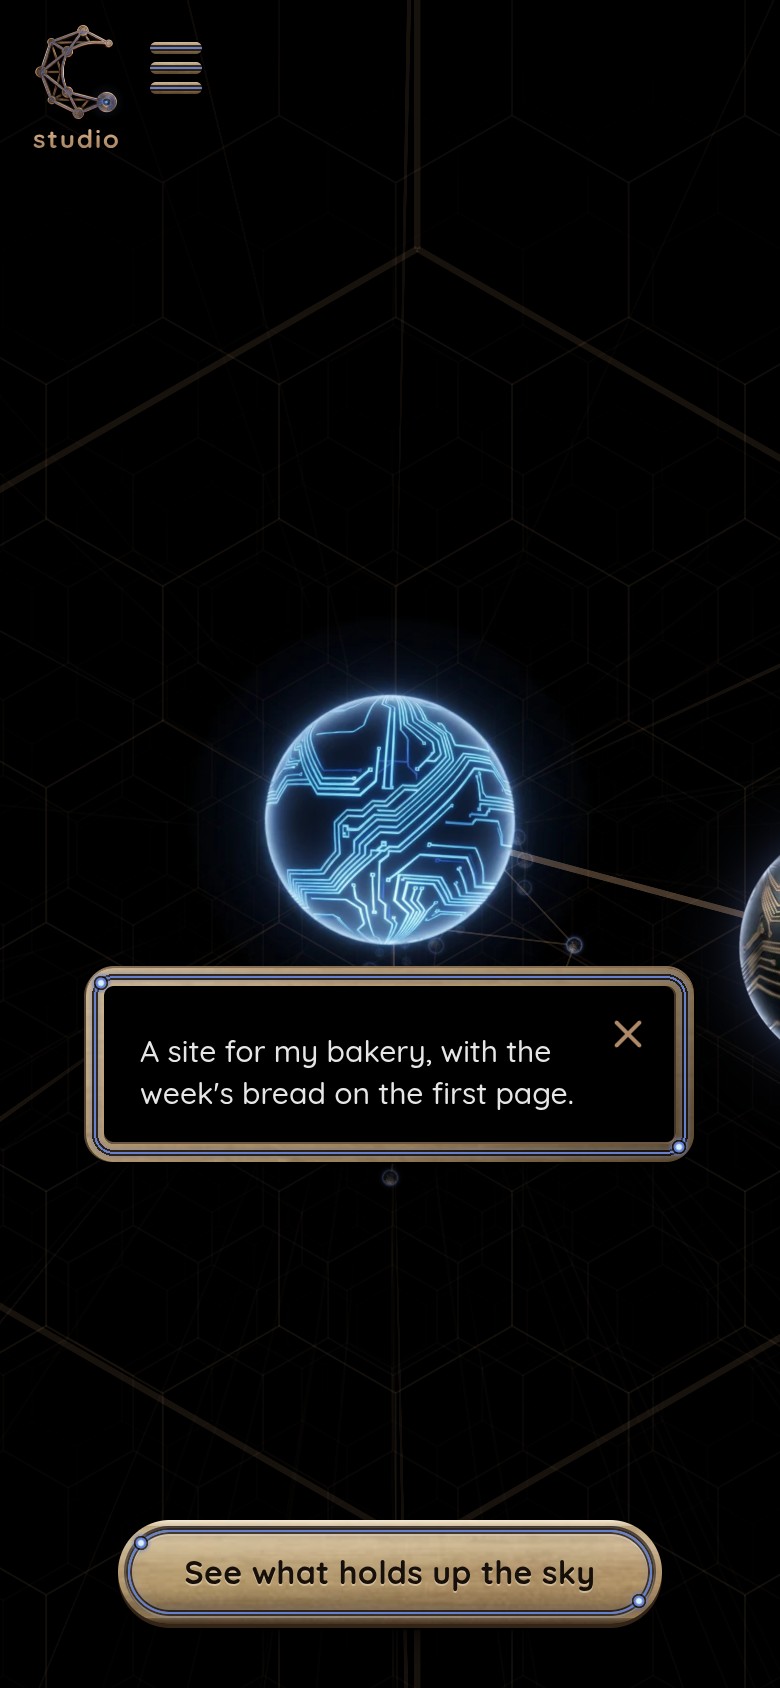 studio
A site for my bakery, with the
week's bread on the first page.
See what holds up the sky